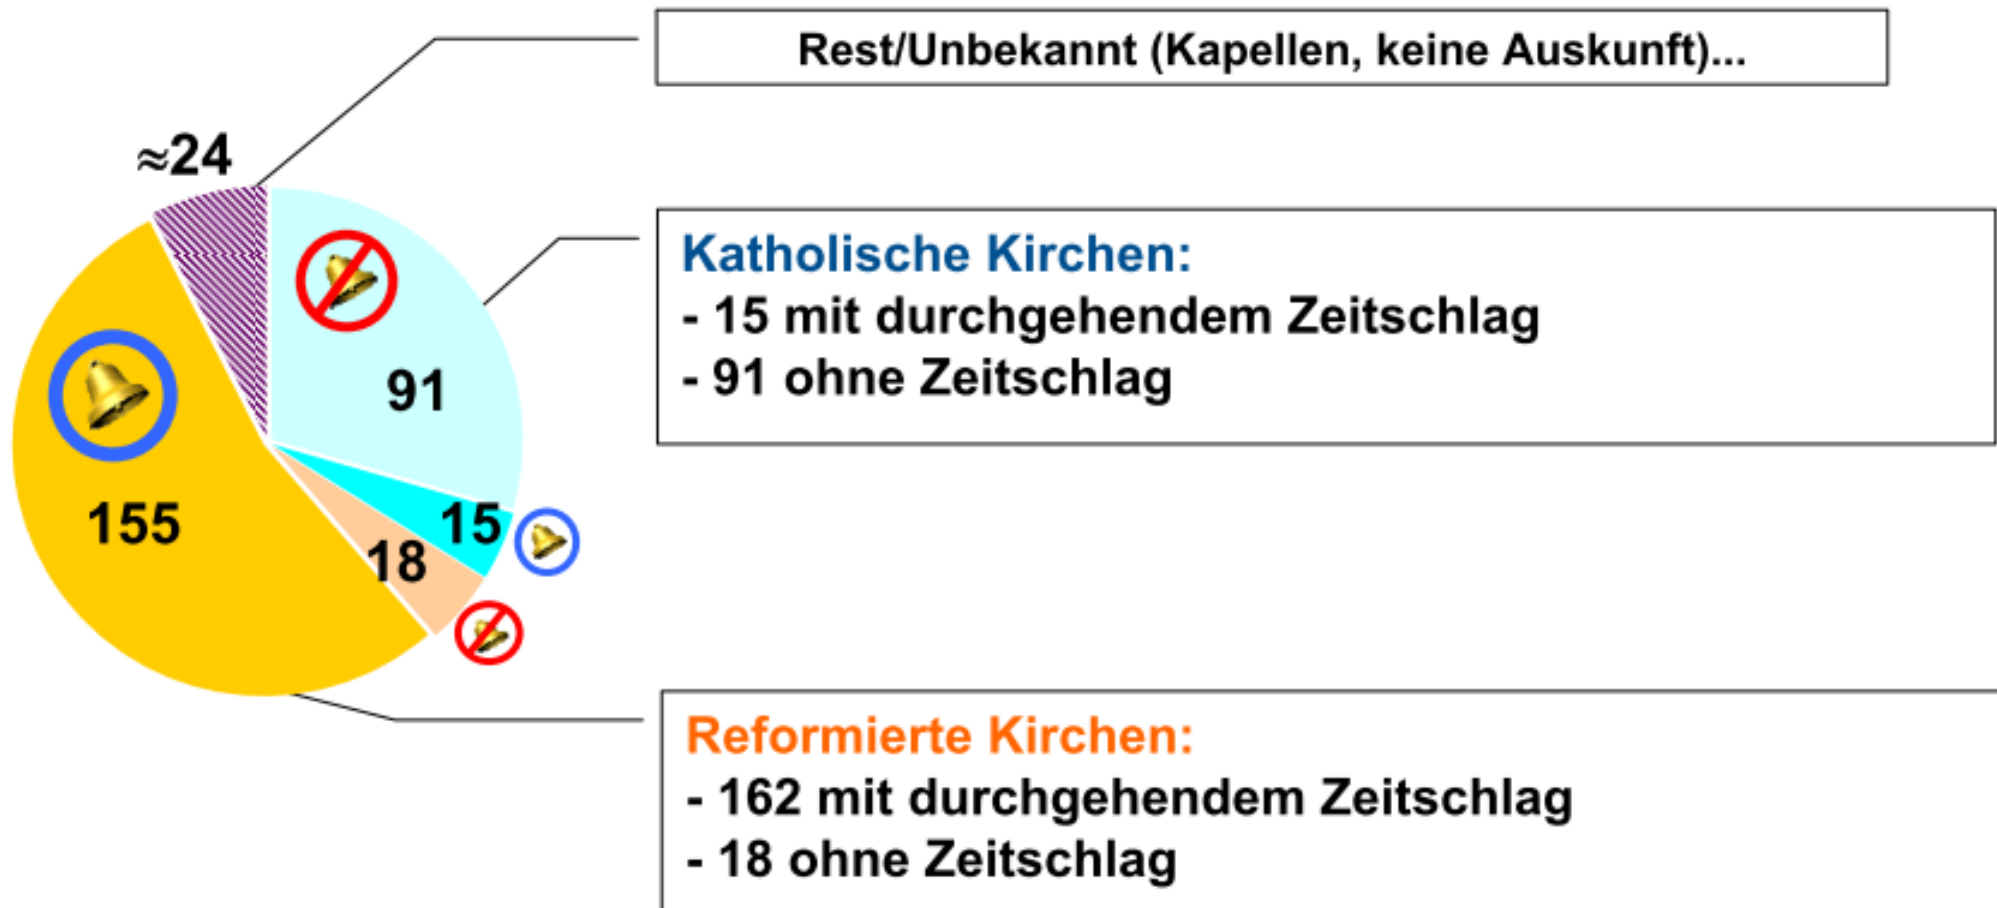 Rest/Unbekannt (Kapellen, keine Auskunft)...
≈24
Katholische Kirchen:
- 15 mit durchgehendem Zeitschlag
- 91 ohne Zeitschlag
91
155
15
18
Reformierte Kirchen:
- 162 mit durchgehendem Zeitschlag
- 18 ohne Zeitschlag